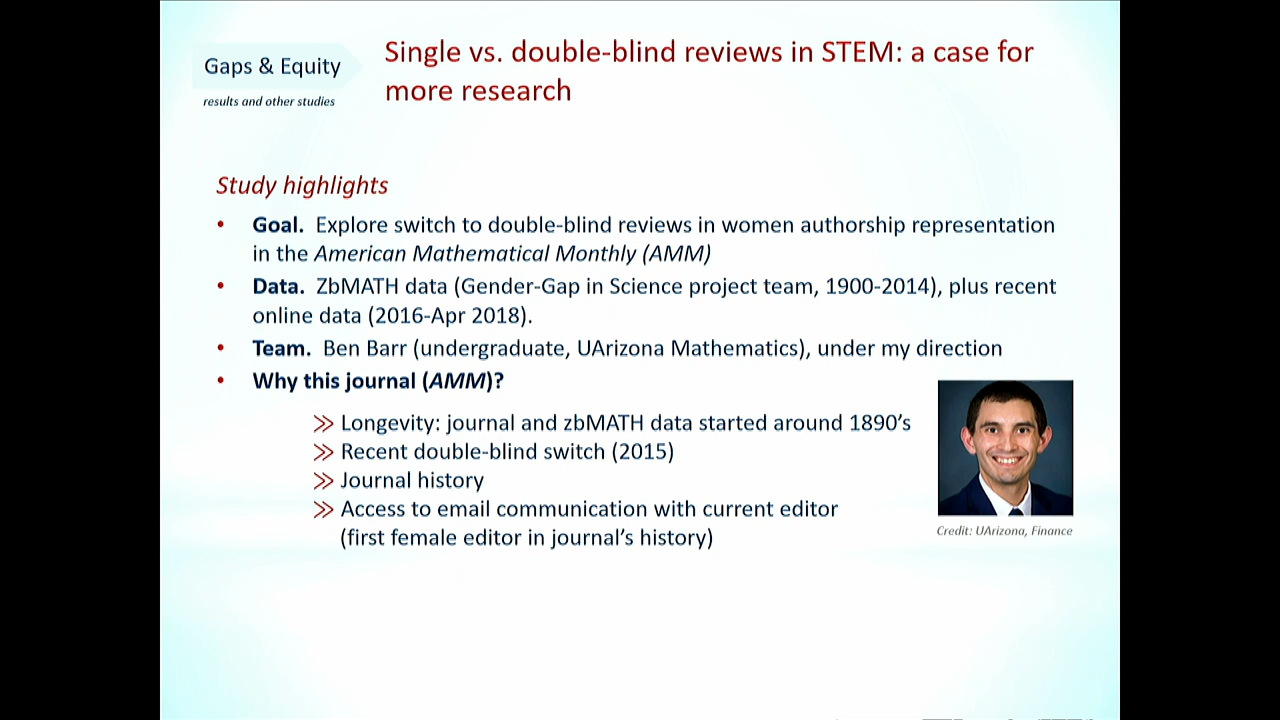 Gaps & Equity
results and other studies
Single vs. double-blind reviews in STEM: a case for
more research
Study highlights
• Goal. Explore switch to double-blind reviews in women authorship representation
in the American Mathematical Monthly (AMM)
• Data. ZbMATH data (Gender-Gap in Science project team, 1900-2014), plus recent
online data (2016-Apr 2018).
• Team. Ben Barr (undergraduate, UArizona Mathematics), under my direction
• Why this journal (AMM)?
>> Longevity: journal and zbMATH data started around 1890’s
>> Recent double-blind switch (2015)
>> Journal history
>> Access to email communication with current editor
(first female editor in journal’s history)
Credit: UArizona, Finance